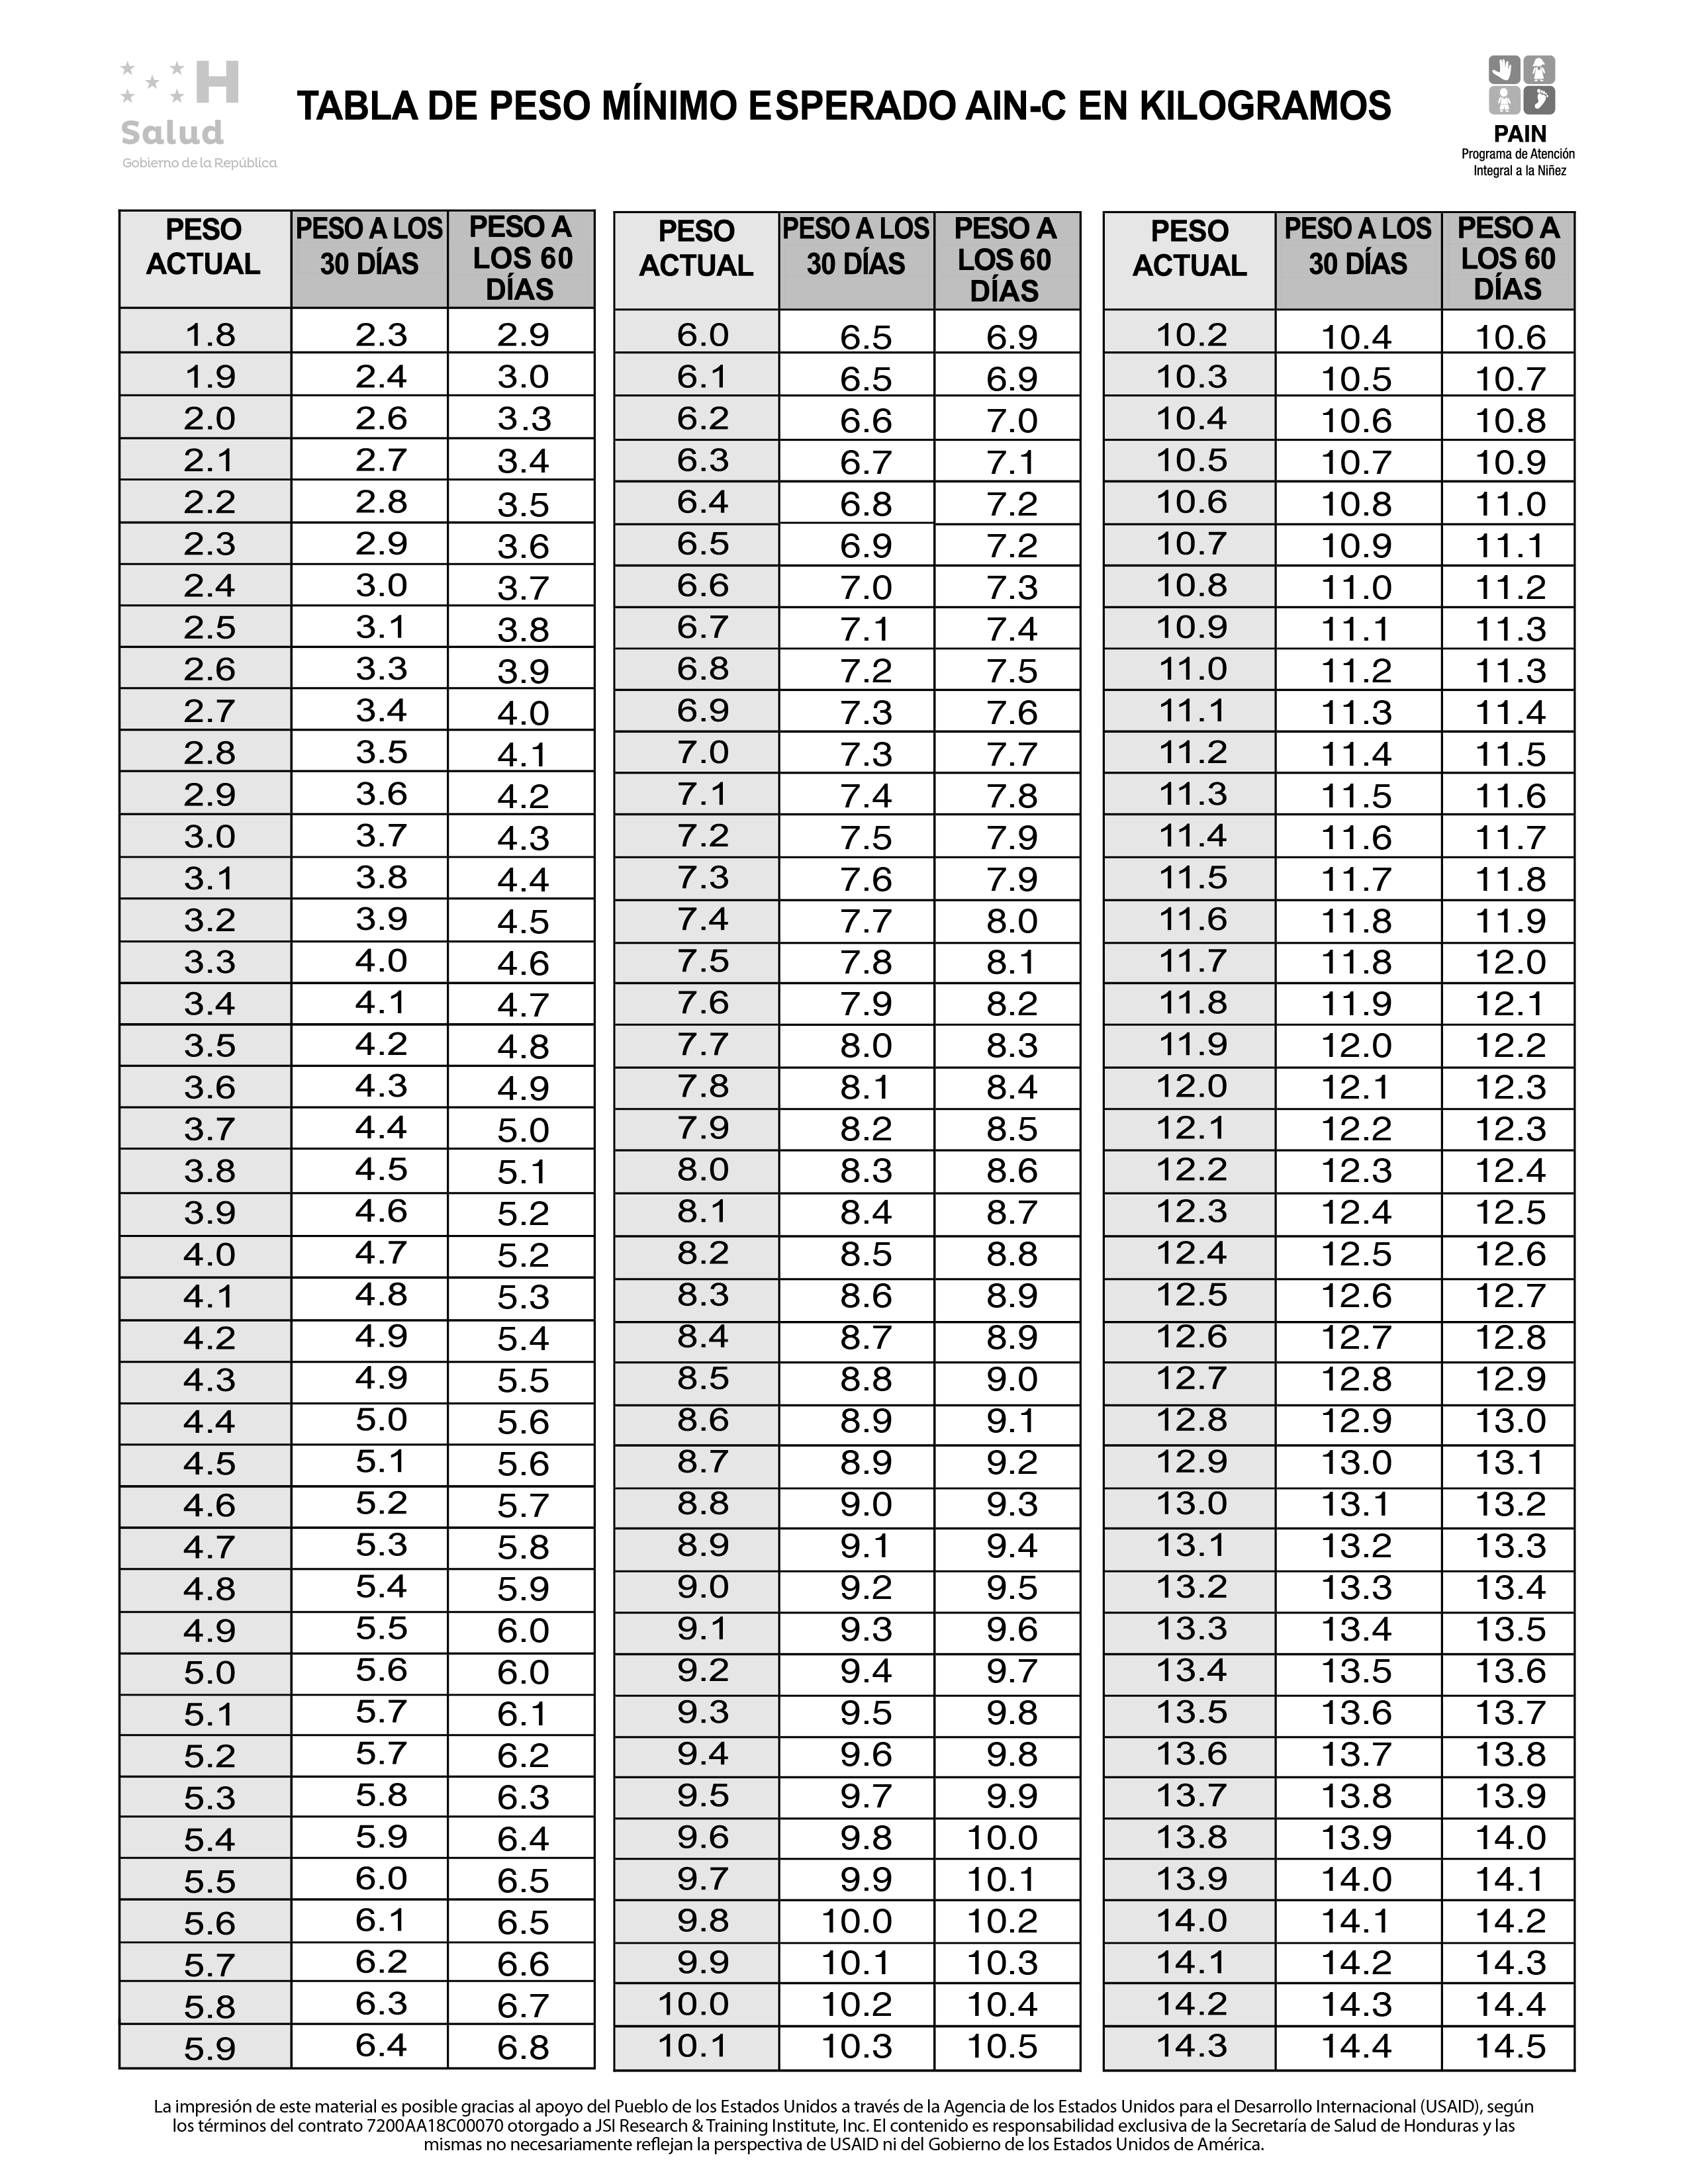 H
Salud
Gobierno de la República
TABLA DE PESO MÍNIMO ESPERADO AIN-C EN KILOGRAMOS
PAIN
Programa de Atención
Integral a la Niñez
PESO ACTUAL PESO A LOS 30 DÍAS PESO A LOS 60 DÍAS
1.8 2.3 2.9
1.9 2.4 3.0
2.0 2.6 3.3
2.1 2.7 3.4
2.2 2.8 3.5
2.3 2.9 3.6
2.4 3.0 3.7
2.5 3.1 3.8
2.6 3.3 3.9
2.7 3.4 4.0
2.8 3.5 4.1
2.9 3.6 4.2
3.0 3.7 4.3
3.1 3.8 4.4
3.2 3.9 4.5
3.3 4.0 4.6
3.4 4.1 4.7
3.5 4.2 4.8
3.6 4.3 4.9
3.7 4.4 5.0
3.8 4.5 5.1
3.9 4.6 5.2
4.0 4.7 5.2
4.1 4.8 5.3
4.2 4.9 5.4
4.3 4.9 5.5
4.4 5.0 5.6
4.5 5.1 5.6
4.6 5.2 5.7
4.7 5.3 5.8
4.8 5.4 5.9
4.9 5.5 6.0
5.0 5.6 6.0
5.1 5.7 6.1
5.2 5.7 6.2
5.3 5.8 6.3
5.4 5.9 6.4
5.5 6.0 6.5
5.6 6.1 6.5
5.7 6.2 6.6
5.8 6.3 6.7
5.9 6.4 6.8
PESO ACTUAL PESO A LOS 30 DÍAS PESO A LOS 60 DÍAS
6.0 6.5 6.9
6.1 6.5 6.9
6.2 6.6 7.0
6.3 6.7 7.1
6.4 6.8 7.2
6.5 6.9 7.2
6.6 7.0 7.3
6.7 7.1 7.4
6.8 7.2 7.5
6.9 7.3 7.6
7.0 7.3 7.7
7.1 7.4 7.8
7.2 7.5 7.9
7.3 7.6 7.9
7.4 7.7 8.0
7.5 7.8 8.1
7.6 7.9 8.2
7.7 8.0 8.3
7.8 8.1 8.4
7.9 8.2 8.5
8.0 8.3 8.6
8.1 8.4 8.7
8.2 8.5 8.8
8.3 8.6 8.9
8.4 8.7 8.9
8.5 8.8 9.0
8.6 8.9 9.1
8.7 8.9 9.2
8.8 9.0 9.3
8.9 9.1 9.4
9.0 9.2 9.5
9.1 9.3 9.6
9.2 9.4 9.7
9.3 9.5 9.8
9.4 9.6 9.8
9.5 9.7 9.9
9.6 9.8 10.0
9.7 9.9 10.1
9.8 10.0 10.2
9.9 10.1 10.3
10.0 10.2 10.4
10.1 10.3 10.5
PESO ACTUAL PESO A LOS 30 DÍAS PESO A LOS 60 DÍAS
10.2 10.4 10.6
10.3 10.5 10.7
10.4 10.6 10.8
10.5 10.7 10.9
10.6 10.8 11.0
10.7 10.9 11.1
10.8 11.0 11.2
10.9 11.1 11.3
11.0 11.2 11.3
11.1 11.3 11.4
11.2 11.4 11.5
11.3 11.5 11.6
11.4 11.6 11.7
11.5 11.7 11.8
11.6 11.8 11.9
11.7 11.8 12.0
11.8 11.9 12.1
11.9 12.0 12.2
12.0 12.1 12.3
12.1 12.2 12.3
12.2 12.3 12.4
12.3 12.4 12.5
12.4 12.5 12.6
12.5 12.6 12.7
12.6 12.7 12.8
12.7 12.8 12.9
12.8 12.9 13.0
12.9 13.0 13.1
13.0 13.1 13.2
13.1 13.2 13.3
13.2 13.3 13.4
13.3 13.4 13.5
13.4 13.5 13.6
13.5 13.6 13.7
13.6 13.7 13.8
13.7 13.8 13.9
13.8 13.9 14.0
13.9 14.0 14.1
14.0 14.1 14.2
14.1 14.2 14.3
14.2 14.3 14.4
14.3 14.4 14.5
La impresión de este material es posible gracias al apoyo del Pueblo de los Estados Unidos a través de la Agencia de los Estados Unidos para el Desarrollo Internacional (USAID), según
los términos del contrato 7200AA18C00070 otorgado a JSI Research & Training Institute, Inc. El contenido es responsabilidad exclusiva de la Secretaría de Salud de Honduras y las
mismas no necesariamente reflejan la perspectiva de USAID ni del Gobierno de los Estados Unidos de América.